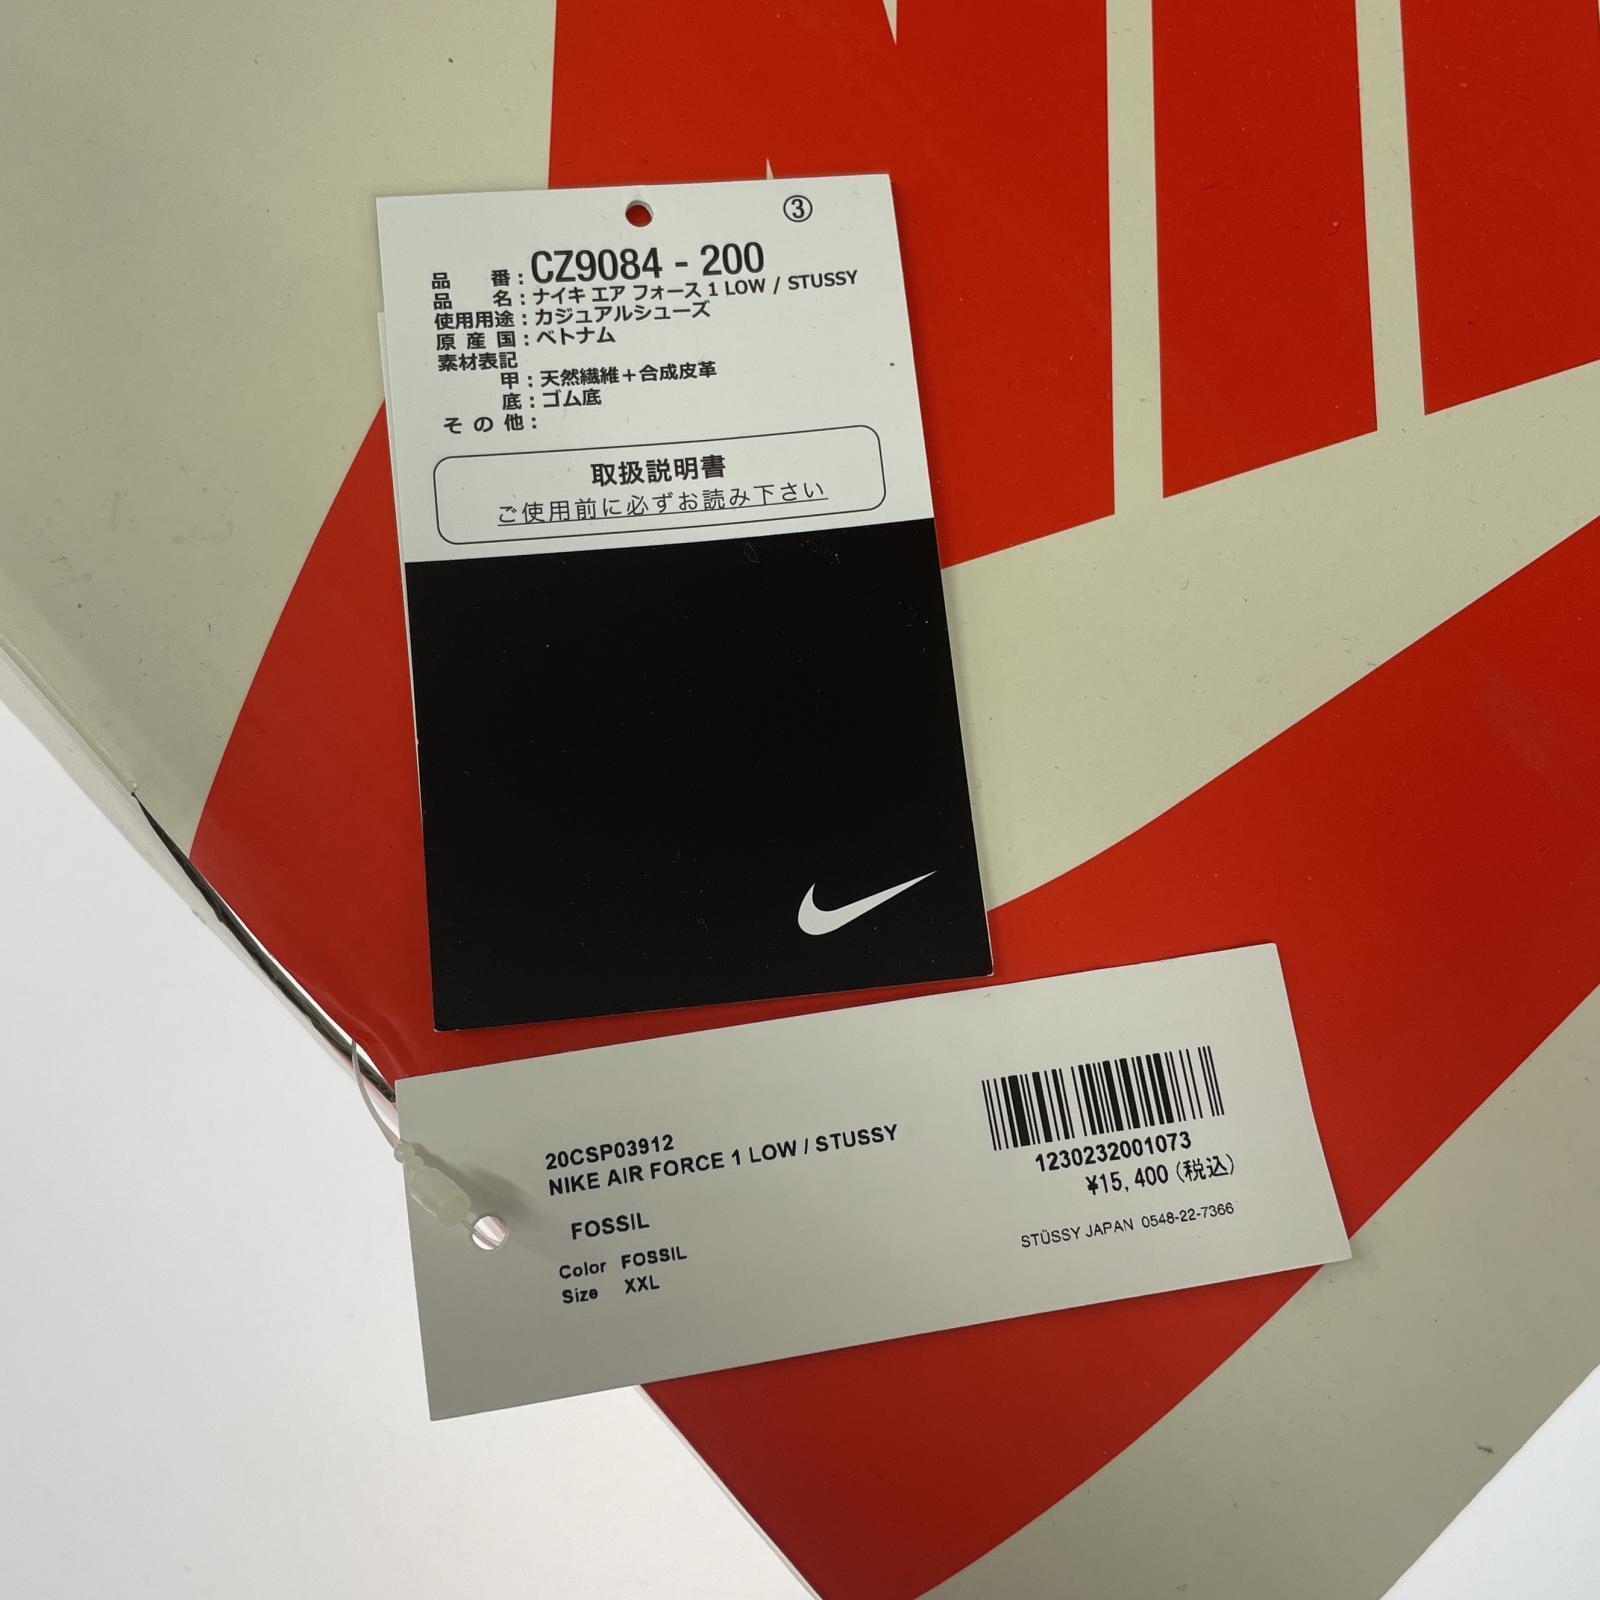 ③
品番：CZ9084 - 200
品名：ナイキ エア フォース 1 LOW / STUSSY
使用用途：カジュアルシューズ
原産国：ベトナム
素材表記
甲：天然繊維＋合成皮革
底：ゴム底
その他：
取扱説明書
ご使用前に必ずお読み下さい
20CSP03912
NIKE AIR FORCE 1 LOW / STUSSY
FOSSIL
Color FOSSIL
Size XXL
1230232001073
¥15,400 (税込)
STÜSSY JAPAN 0548-22-7366